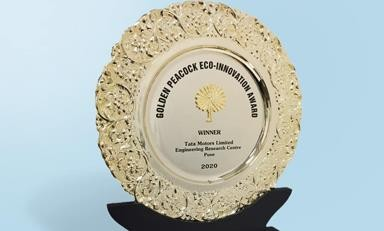 GOLDEN PEACOCK ECO-INNOVATION AWARD
WINNER
Tata Motors Limited
Engineering Research Centre
Pune
2020